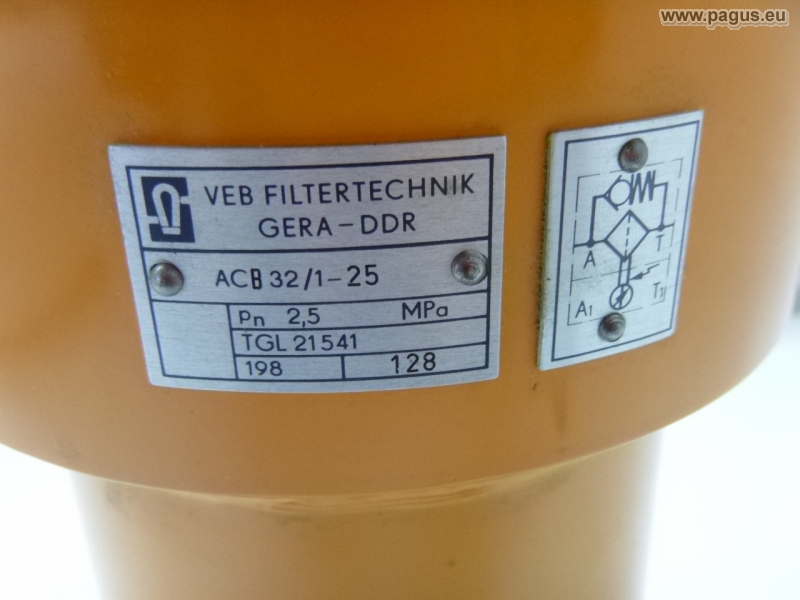 www.pagus.eu
VEB FILTERTECHNIK
GERA-DDR
ACB 32/1-25
Pn 2,5 MPa
TGL 21541
198 128
A T
A1 T1